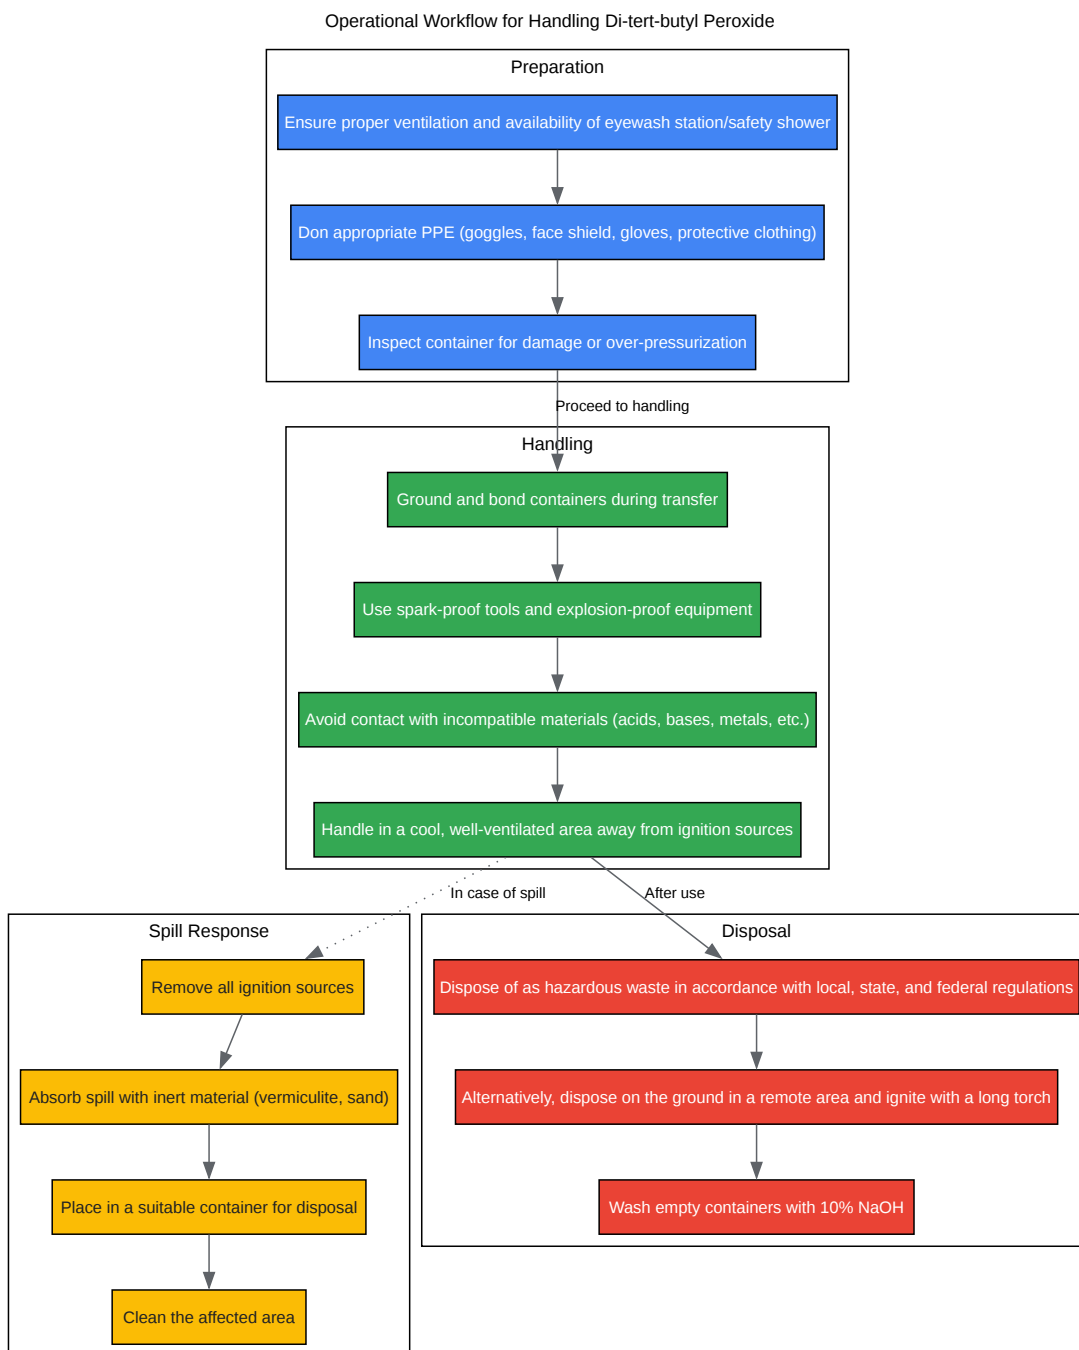 Operational Workflow for Handling Di-tert-butyl Peroxide
Preparation
Ensure proper ventilation and availability of eyewash station/safety shower
Don appropriate PPE (goggles, face shield, gloves, protective clothing)
Inspect container for damage or over-pressurization
Proceed to handling
Handling
Ground and bond containers during transfer
Use spark-proof tools and explosion-proof equipment
Avoid contact with incompatible materials (acids, bases, metals, etc.)
Handle in a cool, well-ventilated area away from ignition sources
In case of spill
After use
Spill Response
Remove all ignition sources
Absorb spill with inert material (vermiculite, sand)
Place in a suitable container for disposal
Clean the affected area
Disposal
Dispose of as hazardous waste in accordance with local, state, and federal regulations
Alternatively, dispose on the ground in a remote area and ignite with a long torch
Wash empty containers with 10% NaOH